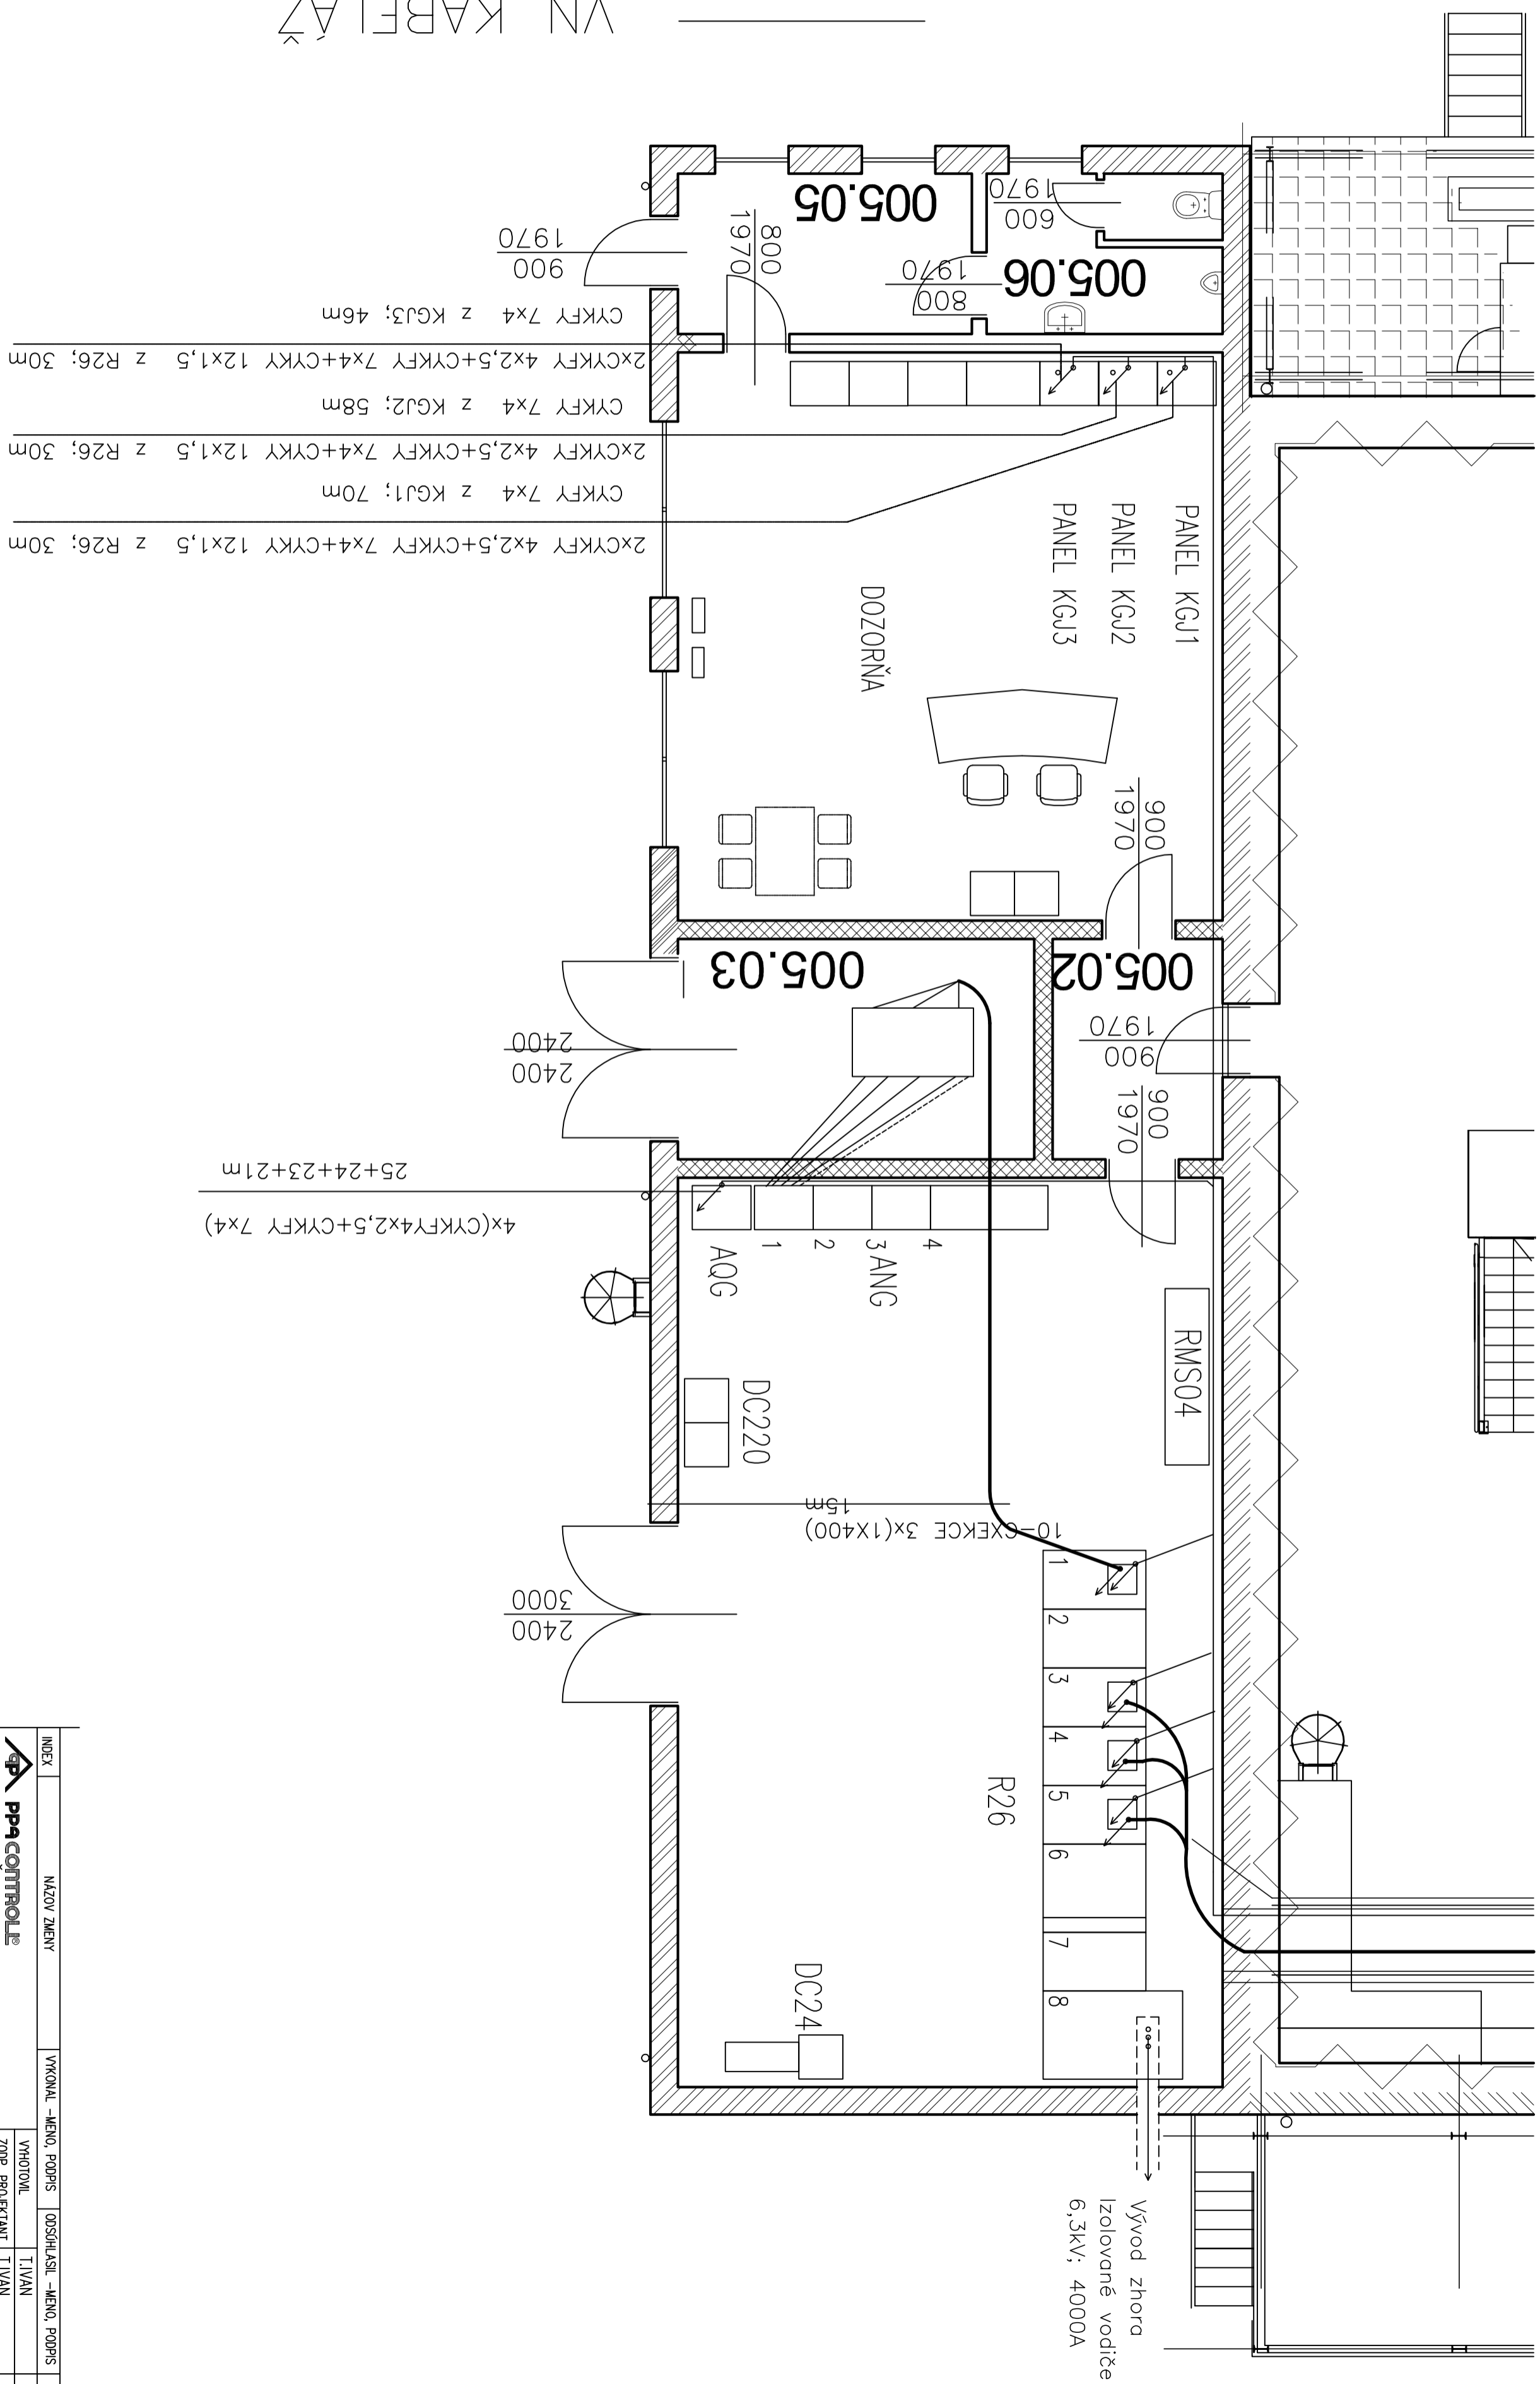 VN KABELÁŽ
005.05
1970
600
1970
900
800
1970
005.06
1970
800
CYKFY 7x4 z KGJ3; 46m
2xCYKFY 4x2,5+CYKFY 7x4+CYKY 12x1,5 z R26; 30m
CYKFY 7x4 z KGJ2; 58m
2xCYKFY 4x2,5+CYKFY 7x4+CYKY 12x1,5 z R26; 30m
CYKFY 7x4 z KGJ1; 70m
2xCYKFY 4x2,5+CYKFY 7x4+CYKY 12x1,5 z R26; 30m
PANEL KGJ1
PANEL KGJ2
PANEL KGJ3
DOZORŇA
900
1970
005.03
005.02
2400
2400
1970
900
900
1970
25+24+23+21m
4x(CYKFY4x2,5+CYKFY 7x4)
AQG
1
2
3
4
ANG
RMS04
DC220
15m
10-CXEKCE 3x(1X400)
3000
2400
1
2
3
4
5
6
7
8
R26
DC24
Vývod zhora
Izolované vodiče
6,3kV; 4000A
INDEX
NÁZOV ZMENY
VYKONAL -MENO, PODPIS
ODSÚHLASIL -MENO, PODPIS
PPA CONTROLL®
VYHOTOVIL
T.IVAN
ZODP. PROJEKTANT
T.IVAN